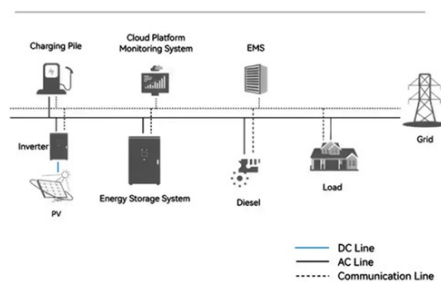 Charging Pile
Cloud Platform
Monitoring System
EMS
Inverter
Grid
PV
Energy Storage System
Diesel
Load
DC Line
AC Line
Communication Line